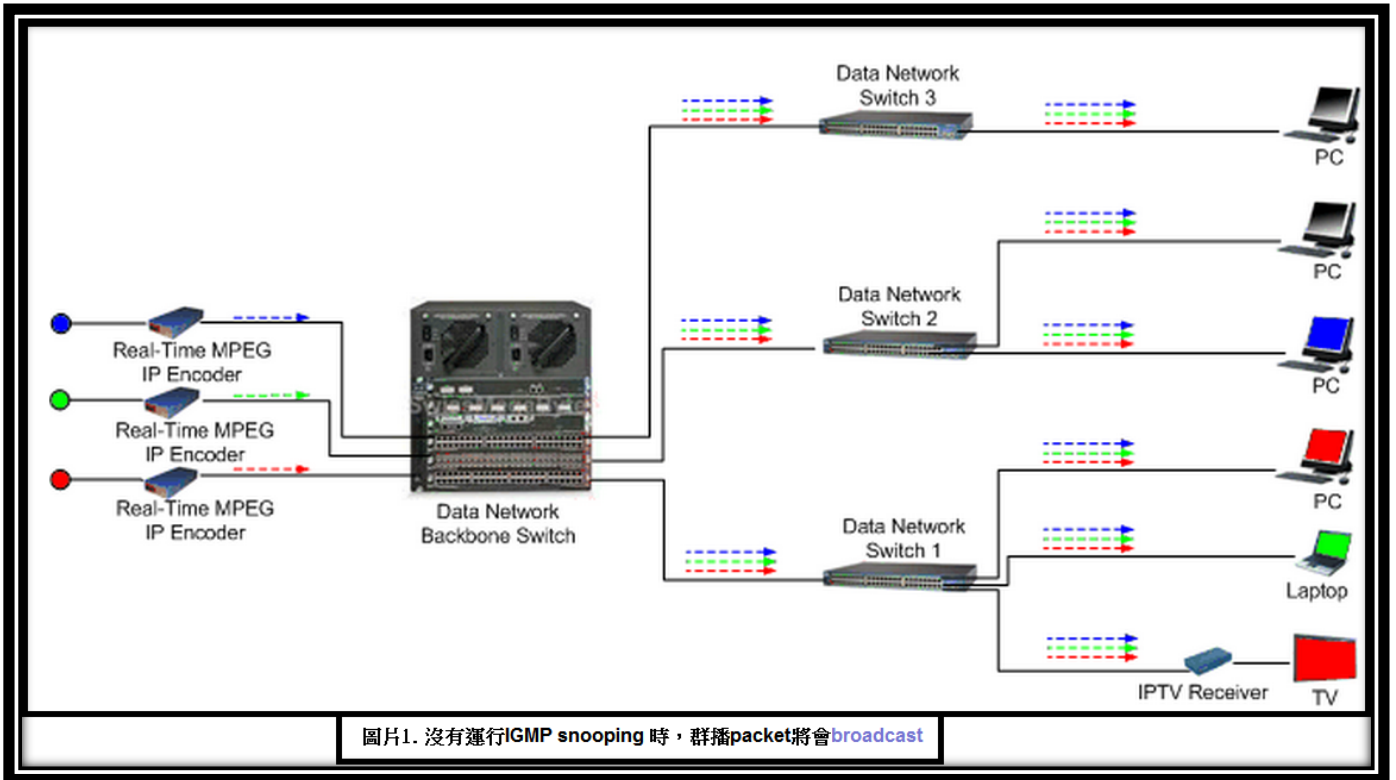 Data Network
Switch 3
PC
PC
Data Network
Switch 2
Real-Time MPEG
IP Encoder
PC
Real-Time MPEG
IP Encoder
Real-Time MPEG
IP Encoder
Data Network
Backbone Switch
PC
Data Network
Switch 1
Laptop
IPTV Receiver
TV
圖片1. 沒有運行IGMP snooping 時，群播packet將會broadcast